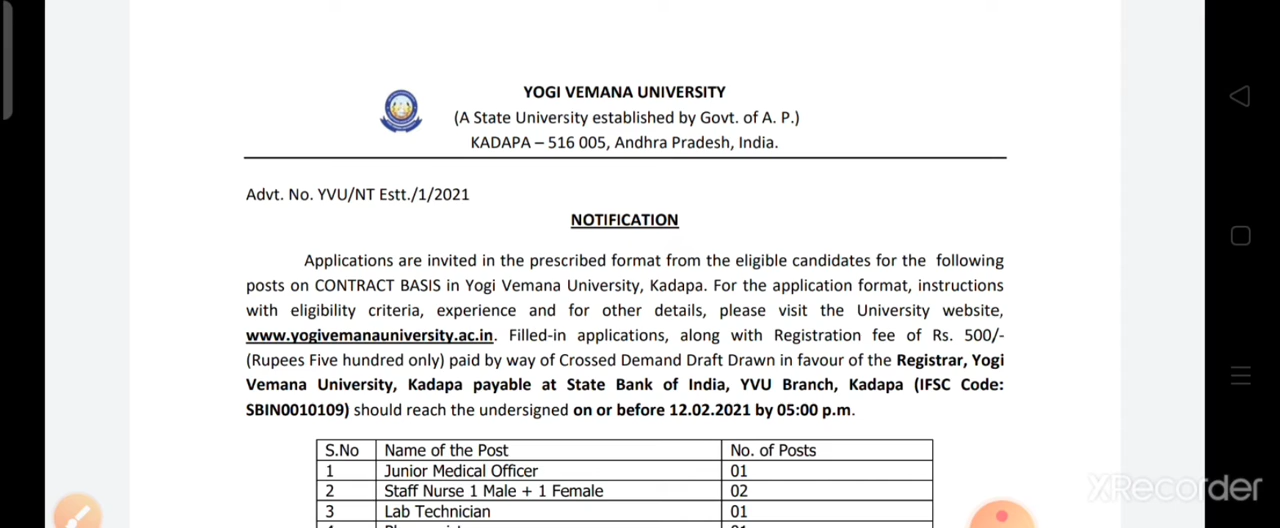 YOGI VEMANA UNIVERSITY
(A State University established by Govt. of A. P.)
KADAPA – 516 005, Andhra Pradesh, India.
Advt. No. YVU/NT Estt./1/2021
NOTIFICATION
Applications are invited in the prescribed format from the eligible candidates for the following
posts on CONTRACT BASIS in Yogi Vemana University, Kadapa. For the application format, instructions
with eligibility criteria, experience and for other details, please visit the University website,
www.yogivemanauniversity.ac.in. Filled-in applications, along with Registration fee of Rs. 500/-
(Rupees Five hundred only) paid by way of Crossed Demand Draft Drawn in favour of the Registrar, Yogi
Vemana University, Kadapa payable at State Bank of India, YVU Branch, Kadapa (IFSC Code:
SBIN0010109) should reach the undersigned on or before 12.02.2021 by 05:00 p.m.
S.No Name of the Post No. of Posts
1 Junior Medical Officer 01
2 Staff Nurse 1 Male + 1 Female 02
3 Lab Technician 01
XRecorder